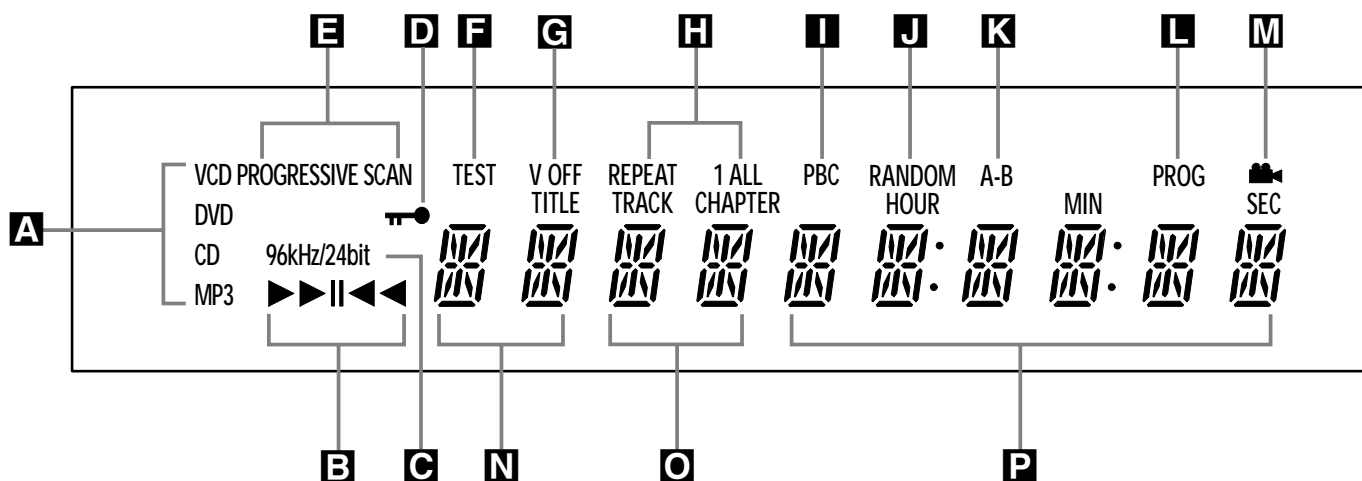 E D F G H I J K L M
VCD PROGRESSIVE SCAN TEST V OFF REPEAT 1 ALL PBC RANDOM A-B PROG
TITLE TRACK CHAPTER HOUR MIN SEC
A
DVD
CD 96kHz/24bit
MP3
B C N O P